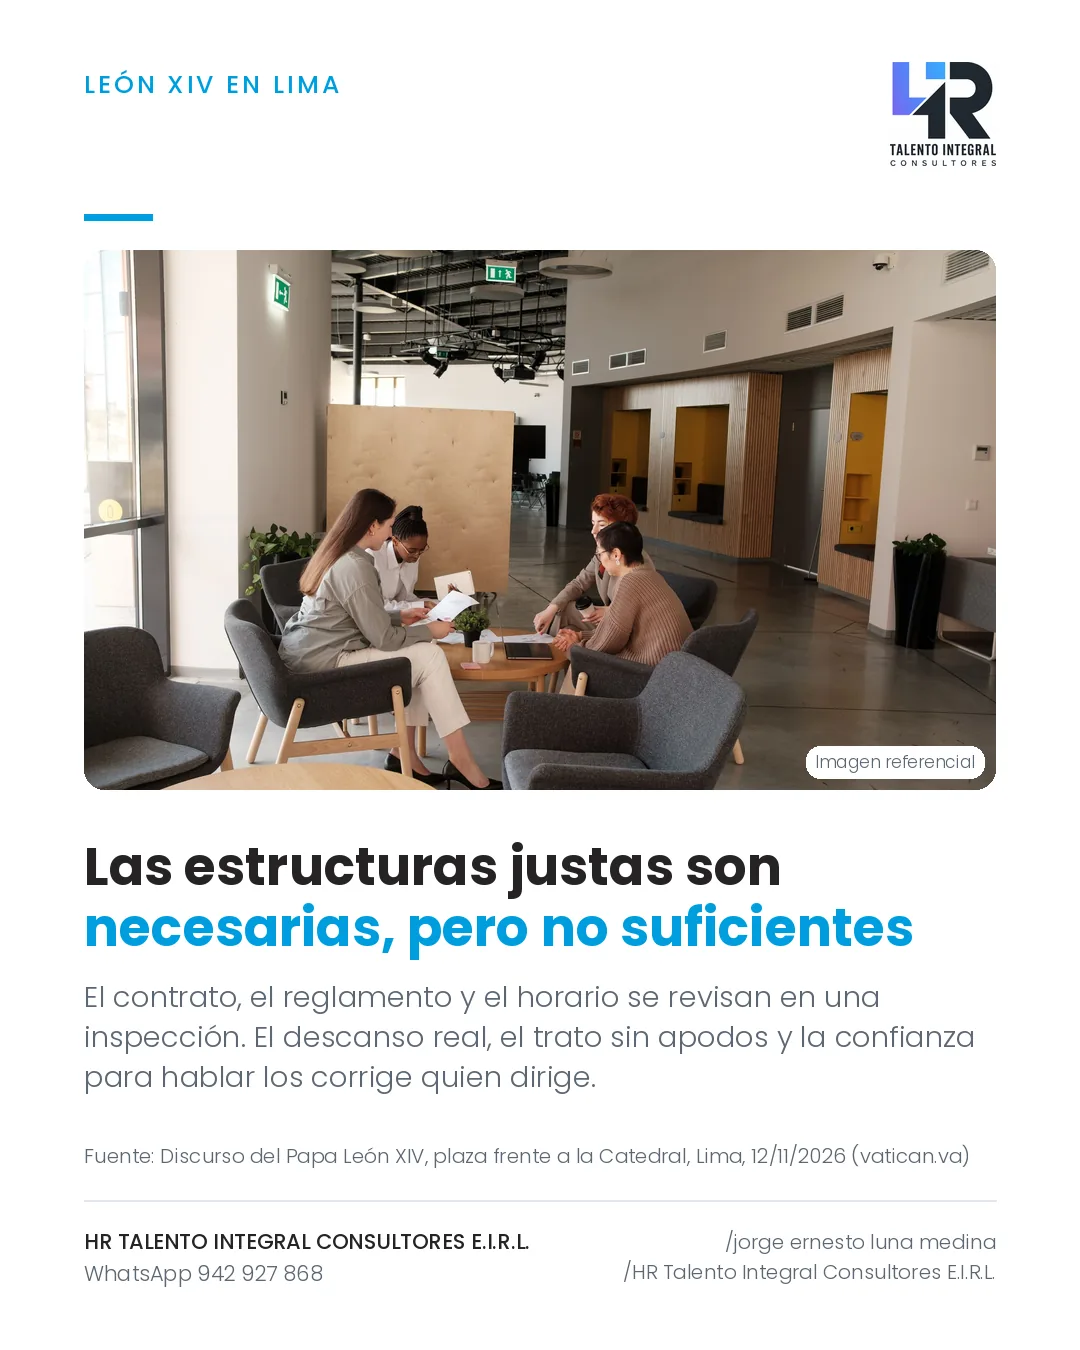 LEÓN XIV EN LIMA
HR
TALENTO INTEGRAL
CONSULTORES
Imagen referencial
Las estructuras justas son
necesarias, pero no suficientes
El contrato, el reglamento y el horario se revisan en una
inspección. El descanso real, el trato sin apodos y la confianza
para hablar los corrige quien dirige.
Fuente: Discurso del Papa León XIV, plaza frente a la Catedral, Lima, 12/11/2026 (vatican.va)
HR TALENTO INTEGRAL CONSULTORES E.I.R.L.
WhatsApp 942 927 868
/jorge ernesto luna medina
/HR Talento Integral Consultores E.I.R.L.